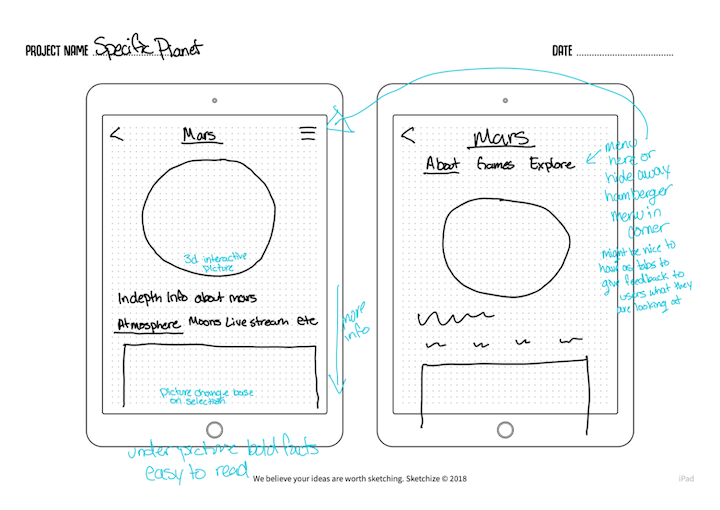 PROJECT NAME Specific Planet
DATE
<
Mars
3d interactive
picture
Indepth Info about mars
Atmosphere Moons Live stream etc
Picture change base
on selection
more
info
under picture bold facts
easy to read
<
Mars
About Games Explore
menu
here or
hide away
hamberger
menu in
corner
might be nice to
have as tabs to
give feedback to
users what they
are looking at
We believe your ideas are worth sketching. Sketchize © 2018
iPad